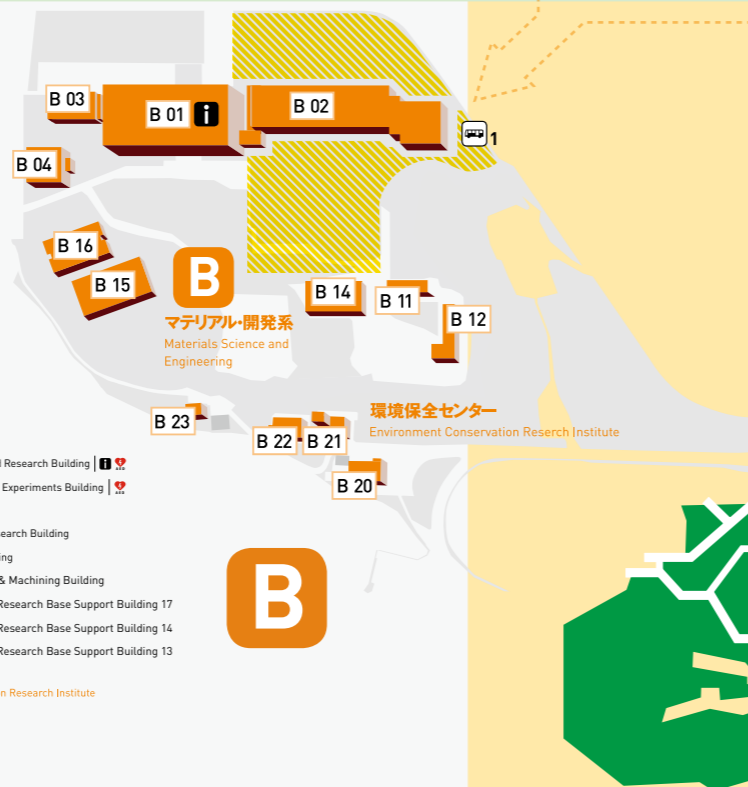 B 03
B 01
i
B 02
1
B 04
B 16
B 15
B
マテリアル・開発系
Materials Science and
Engineering
B 14
B 11
B 12
B 23
B 22
B 21
環境保全センター
Environment Conservation Reserch Institute
B 20
Research Building | i AED
Experiments Building | AED
earch Building
ing
& Machining Building
Research Base Support Building 17
Research Base Support Building 14
Research Base Support Building 13
n Research Institute
B